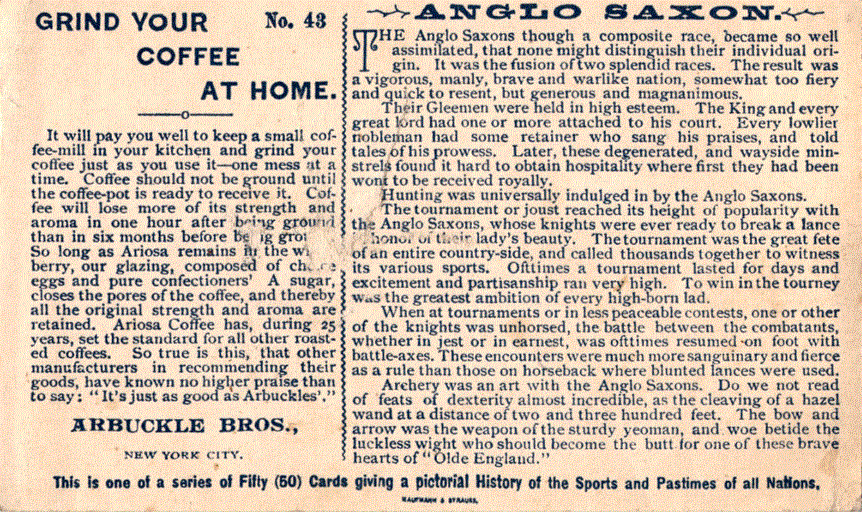 GRIND YOUR No. 43
COFFEE
AT HOME.
It will pay you well to keep a small cof-
fee-mill in your kitchen and grind your
coffee just as you use it—one mess at a
time. Coffee should not be ground until
the coffee-pot is ready to receive it. Cof-
fee will lose more of its strength and
aroma in one hour after being ground
than in six months before being ground.
So long as Ariosa remains in the
berry, our glazing, composed of choice
eggs and pure confectioners' A sugar,
closes the pores of the coffee, and thereby
all the original strength and aroma are
retained. Ariosa Coffee has, during 25
years, set the standard for all other roast-
ed coffees. So true is this, that other
manufacturers in recommending their
goods, have known no higher praise than
to say: "It's just as good as Arbuckles'."
ARBUCKLE BROS.,
NEW YORK CITY.
ANGLO SAXON.
THE Anglo Saxons though a composite race, became so well
assimilated, that none might distinguish their individual ori-
gin. It was the fusion of two splendid races. The result was
a vigorous, manly, brave and warlike nation, somewhat too fiery
and quick to resent, but generous and magnanimous.
Their Gleemen were held in high esteem. The King and every
great lord had one or more attached to his court. Every lowlier
nobleman had some retainer who sang his praises, and told
tales of his prowess. Later, these degenerated, and wayside min-
strels found it hard to obtain hospitality where first they had been
wont to be received royally.
Hunting was universally indulged in by the Anglo Saxons.
The tournament or joust reached its height of popularity with
the Anglo Saxons, whose knights were ever ready to break a lance
honor of their lady's beauty. The tournament was the great fete
of an entire country-side, and called thousands together to witness
its various sports. Ofttimes a tournament lasted for days and
excitement and partisanship ran very high. To win in the tourney
was the greatest ambition of every high-born lad.
When at tournaments or in less peaceable contests, one or other
of the knights was unhorsed, the battle between the combatants,
whether in jest or in earnest, was ofttimes resumed on foot with
battle-axes. These encounters were much more sanguinary and fierce
as a rule than those on horseback where blunted lances were used.
Archery was an art with the Anglo Saxons. Do we not read
of feats of dexterity almost incredible, as the cleaving of a hazel
wand at a distance of two and three hundred feet. The bow and
arrow was the weapon of the sturdy yeoman, and woe betide the
luckless wight who should become the butt for one of these brave
hearts of "Olde England."
This is one of a series of Fifty (50) Cards giving a pictorial History of the Sports and Pastimes of all Nations,
KAUFMANN & STRAUSS,